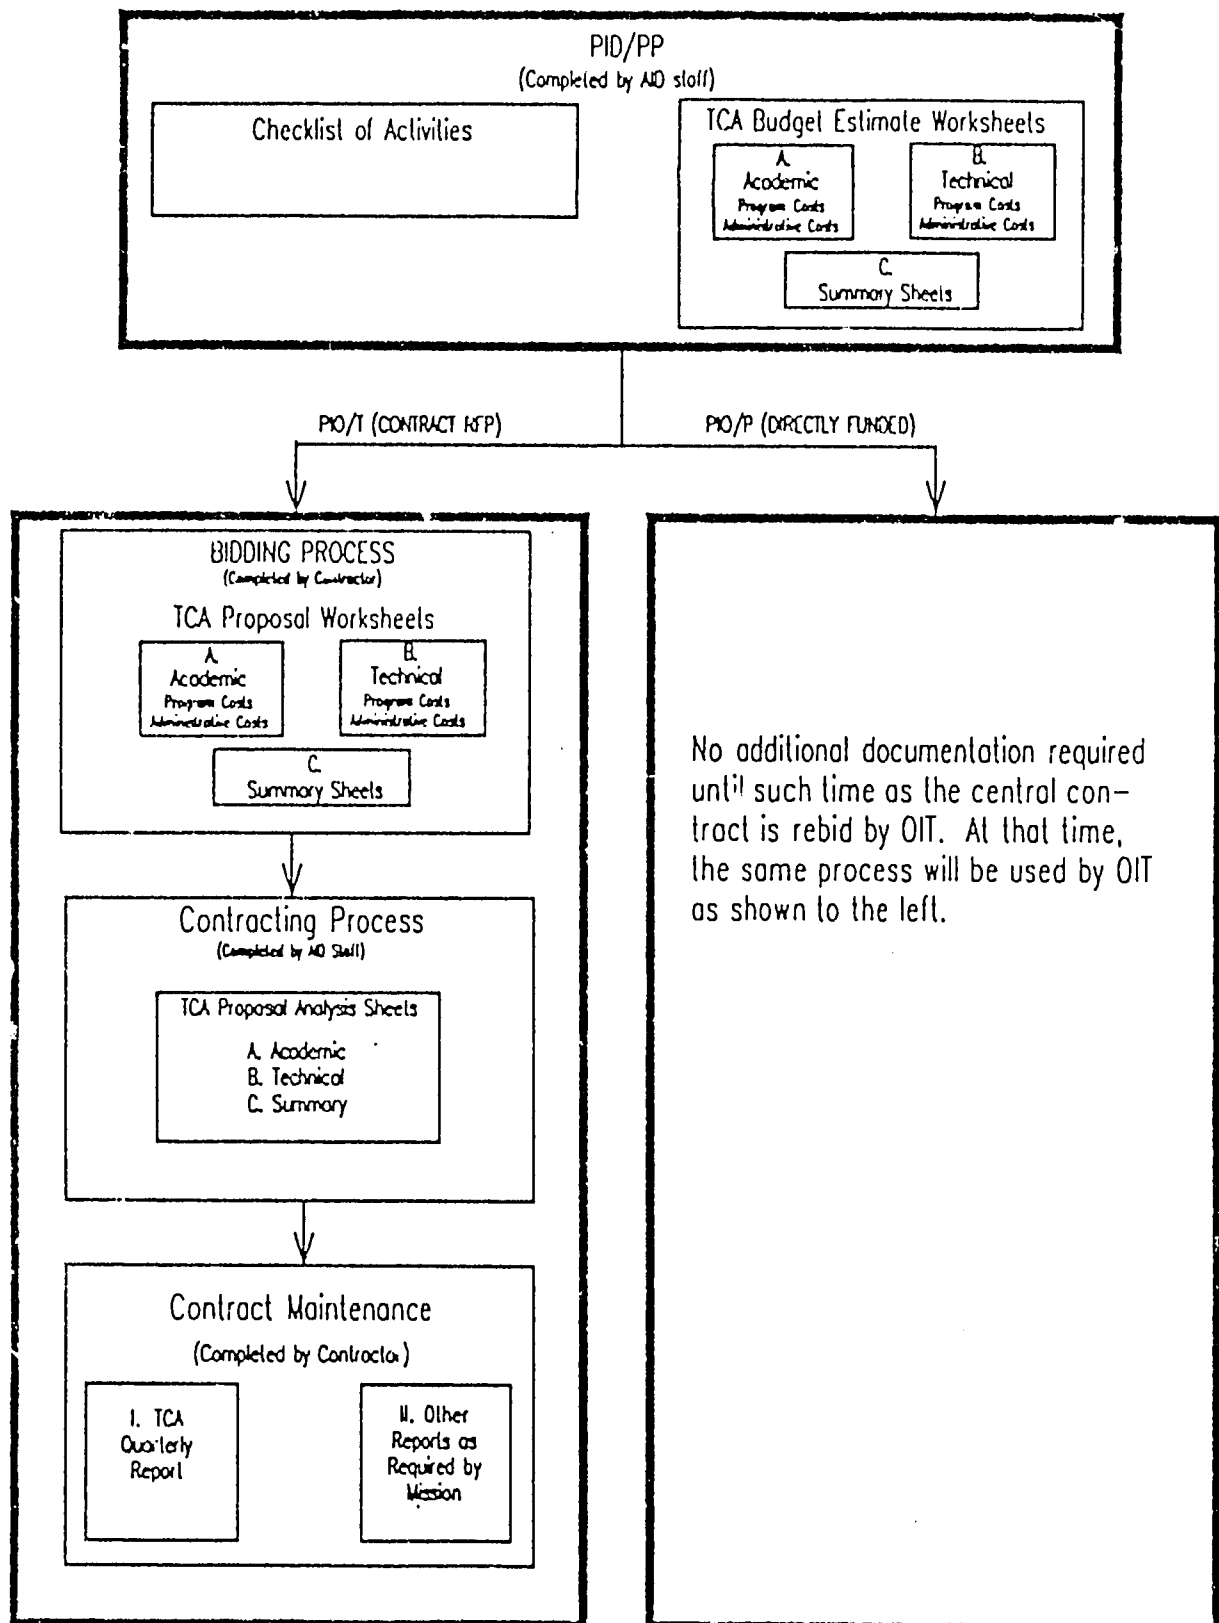 PID/PP
(Completed by AID staff)
Checklist of Activities
TCA Budget Estimate Worksheets
A.
Academic
Program Costs
Administrative Costs
B.
Technical
Program Costs
Administrative Costs
C.
Summary Sheets
PIO/T (CONTRACT RFP)
PIO/P (DIRECTLY FUNDED)
BIDDING PROCESS
(Completed by Contractor)
TCA Proposal Worksheets
A.
Academic
Program Costs
Administrative Costs
B.
Technical
Program Costs
Administrative Costs
C.
Summary Sheets
Contracting Process
(Completed by AID Staff)
TCA Proposal Analysis Sheets
A. Academic
B. Technical
C. Summary
Contract Maintenance
(Completed by Contractor)
I. TCA
Quarterly
Report
II. Other
Reports as
Required by
Mission
No additional documentation required
until such time as the central con-
tract is rebid by OIT. At that time,
the same process will be used by OIT
as shown to the left.